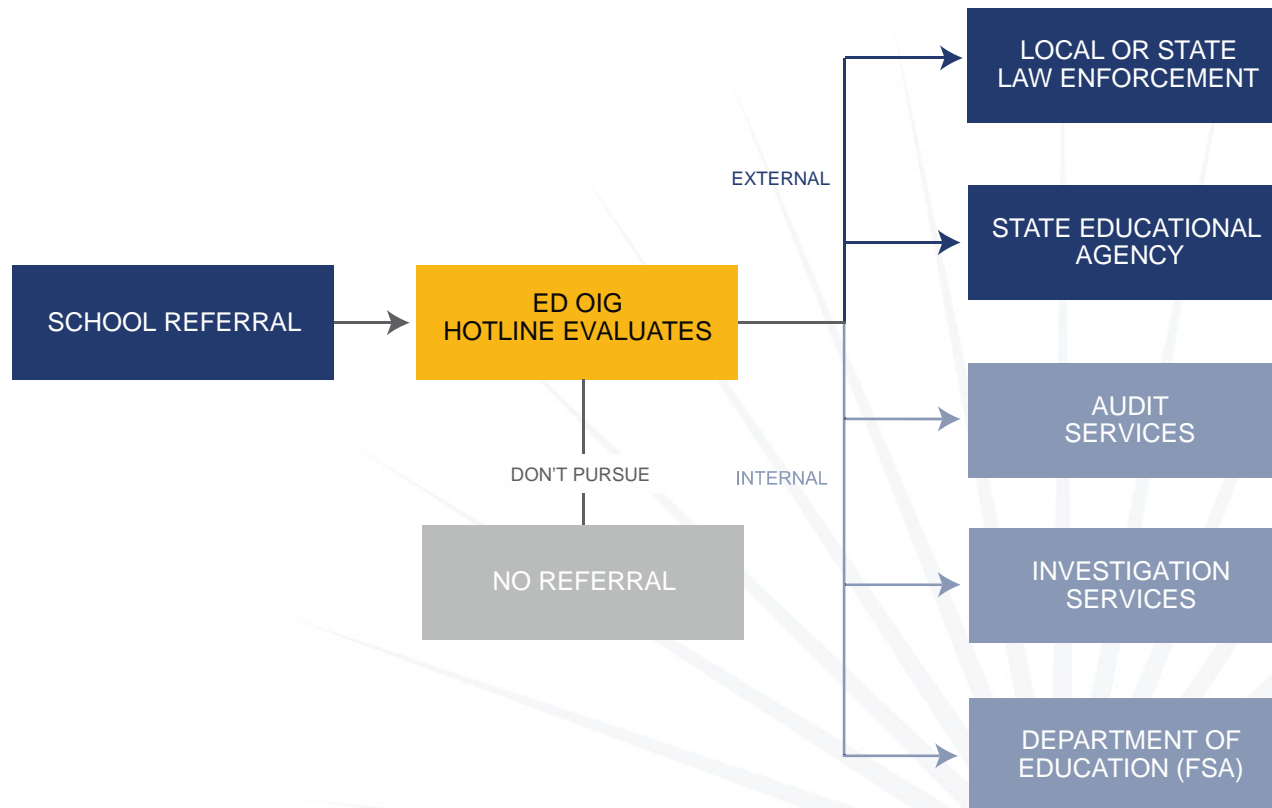 LOCAL OR STATE
LAW ENFORCEMENT
EXTERNAL
STATE EDUCATIONAL
AGENCY
SCHOOL REFERRAL
ED OIG
HOTLINE EVALUATES
AUDIT
SERVICES
DON'T PURSUE
INTERNAL
NO REFERRAL
INVESTIGATION
SERVICES
DEPARTMENT OF
EDUCATION (FSA)